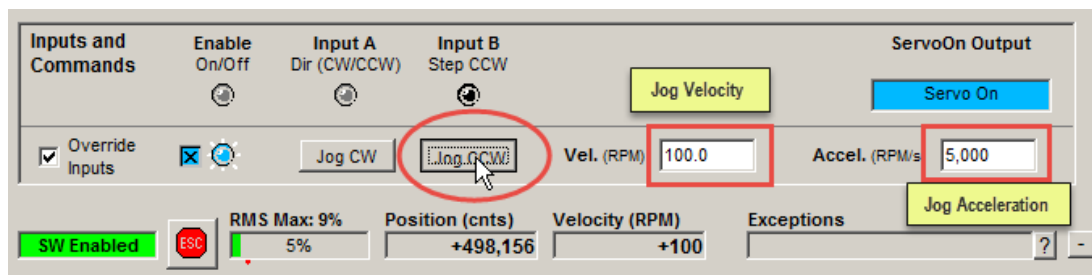 Inputs and Commands
Enable
On/Off
Input A
Dir (CW/CCW)
Input B
Step CCW
ServoOn Output
Jog Velocity
Servo On
Override Inputs
Jog CW
Jog CCW
Vel. (RPM)
100.0
Accel. (RPM/s
5,000
Jog Acceleration
SW Enabled
ESC
RMS Max: 9%
5%
Position (cnts)
+498,156
Velocity (RPM)
+100
Exceptions
?
-